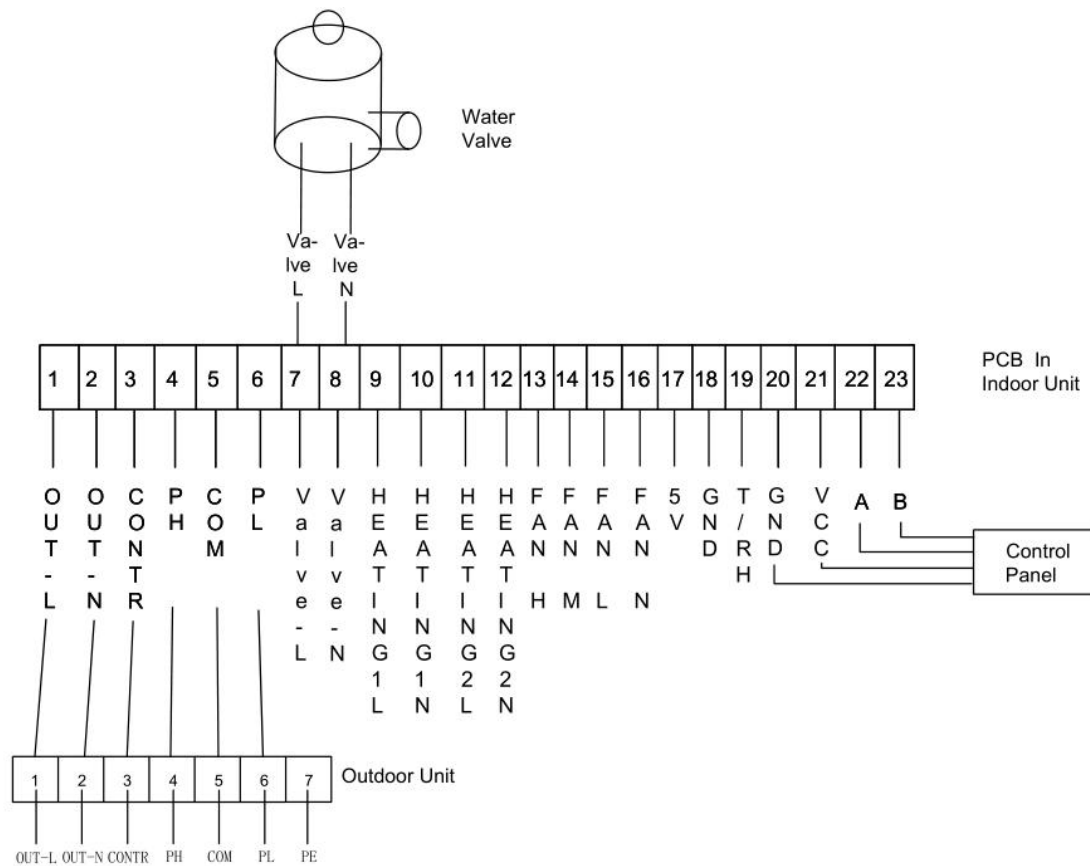 Water
Valve
Va-
lve
L
Va-
lve
N
1 2 3 4 5 6 7 8 9 10 11 12 13 14 15 16 17 18 19 20 21 22 23
PCB In
Indoor Unit
OUT-L
OUT-N
CONTR
PH
COM
PL
Valve-L
Valve-N
HEATING1L
HEATING1N
HEATING2L
HEATING2N
FAN H
FAN M
FAN L
FAN N
5V
GND
T/RH
GND
VCC
A
B
Control
Panel
1 2 3 4 5 6 7
Outdoor Unit
OUT-L OUT-N CONTR PH COM PL PE